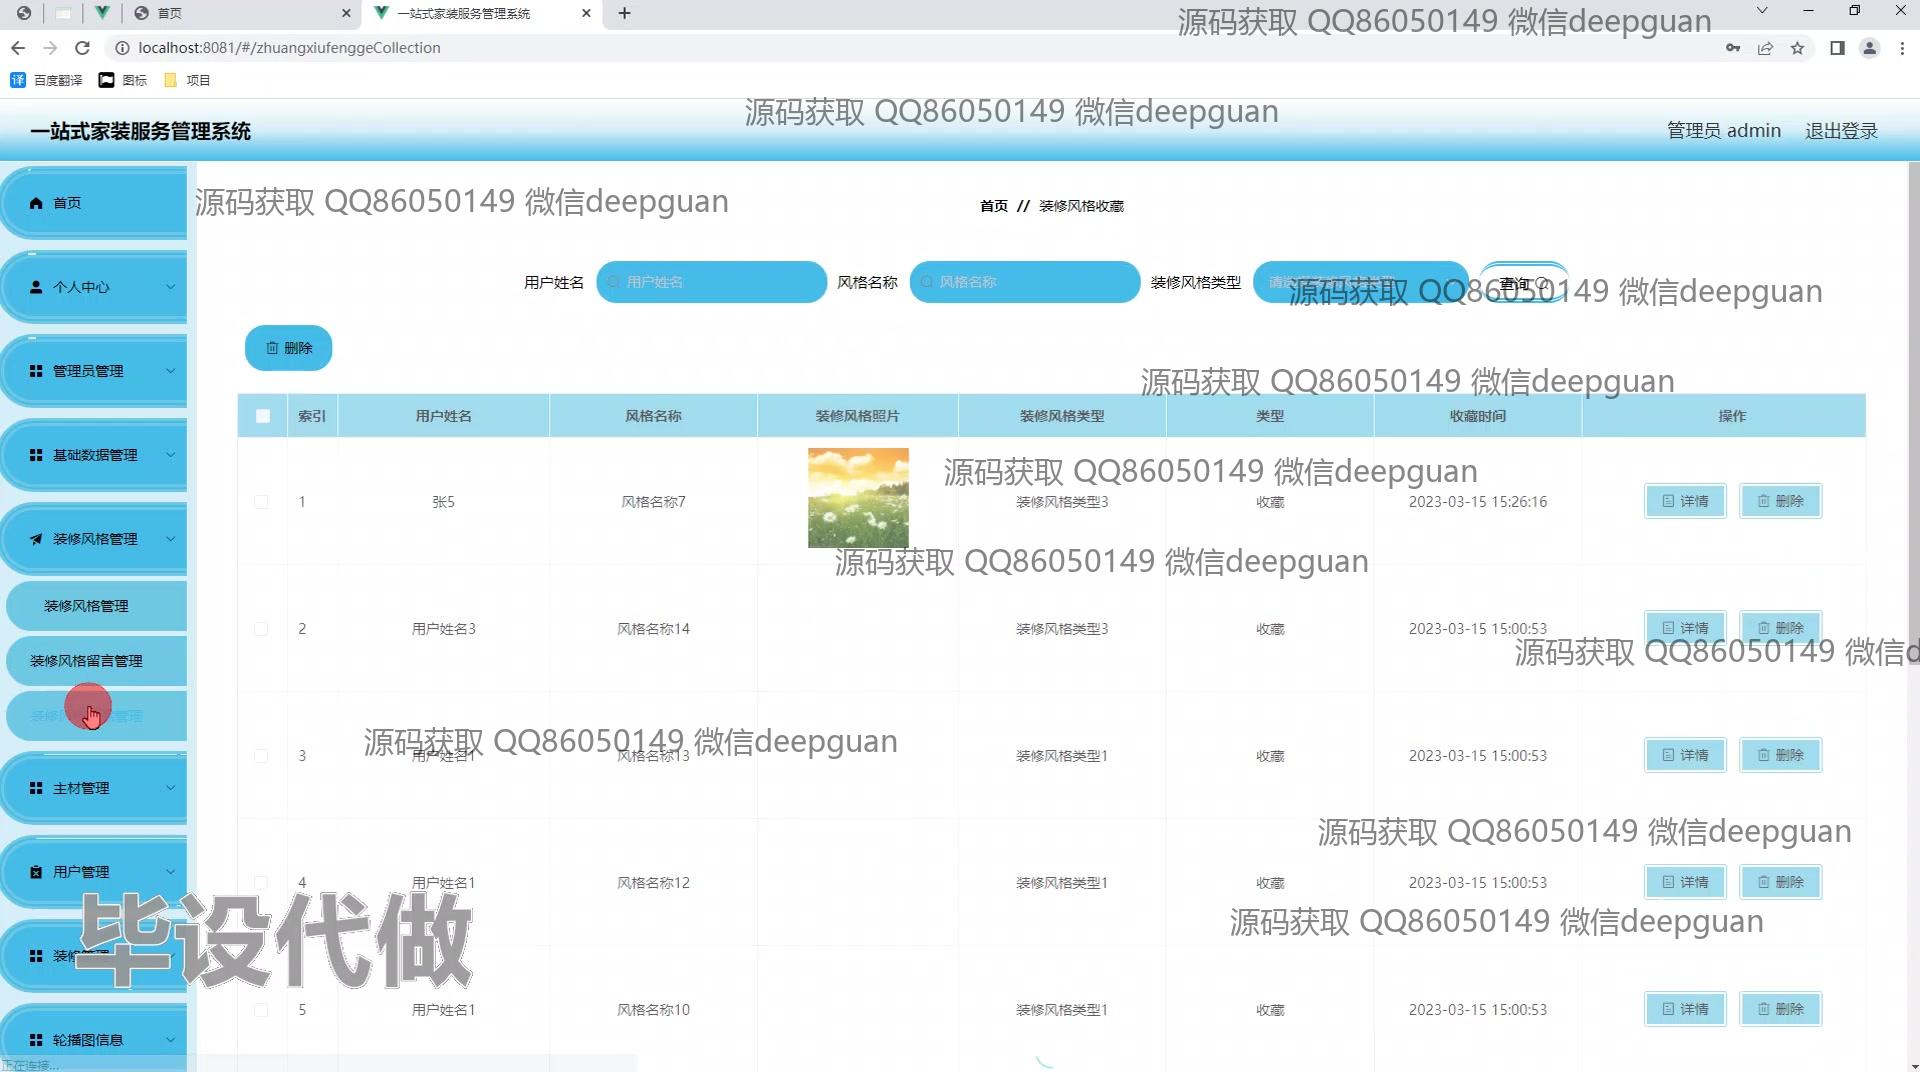 首页
一站式家装服务管理系统
源码获取 QQ86050149 微信deepguan
localhost:8081/#/zhuangxiufenggeCollection
译 百度翻译 图标 项目
源码获取 QQ86050149 微信deepguan
一站式家装服务管理系统
管理员 admin 退出登录
首页
源码获取 QQ86050149 微信deepguan
首页 // 装修风格收藏
个人中心
用户姓名 用户姓名 风格名称 风格名称 装修风格类型 查询
源码获取 QQ86050149 微信deepguan
删除
管理员管理
源码获取 QQ86050149 微信deepguan
索引 用户姓名 风格名称 装修风格照片 装修风格类型 类型 收藏时间 操作
基础数据管理
源码获取 QQ86050149 微信deepguan
1 张5 风格名称7 装修风格类型3 收藏 2023-03-15 15:26:16 详情 删除
装修风格管理
源码获取 QQ86050149 微信deepguan
装修风格管理
2 用户姓名3 风格名称14 装修风格类型3 收藏 2023-03-15 15:00:53 详情 删除
装修风格留言管理
源码获取 QQ86050149 微信d
源码获取 QQ86050149 微信deepguan
3 用户姓名1 风格名称13 装修风格类型1 收藏 2023-03-15 15:00:53 详情 删除
主材管理
源码获取 QQ86050149 微信deepguan
用户管理
4 用户姓名1 风格名称12 装修风格类型1 收藏 2023-03-15 15:00:53 详情 删除
源码获取 QQ86050149 微信deepguan
毕设代做
5 用户姓名1 风格名称10 装修风格类型1 收藏 2023-03-15 15:00:53 详情 删除
轮播图信息
正在连接...